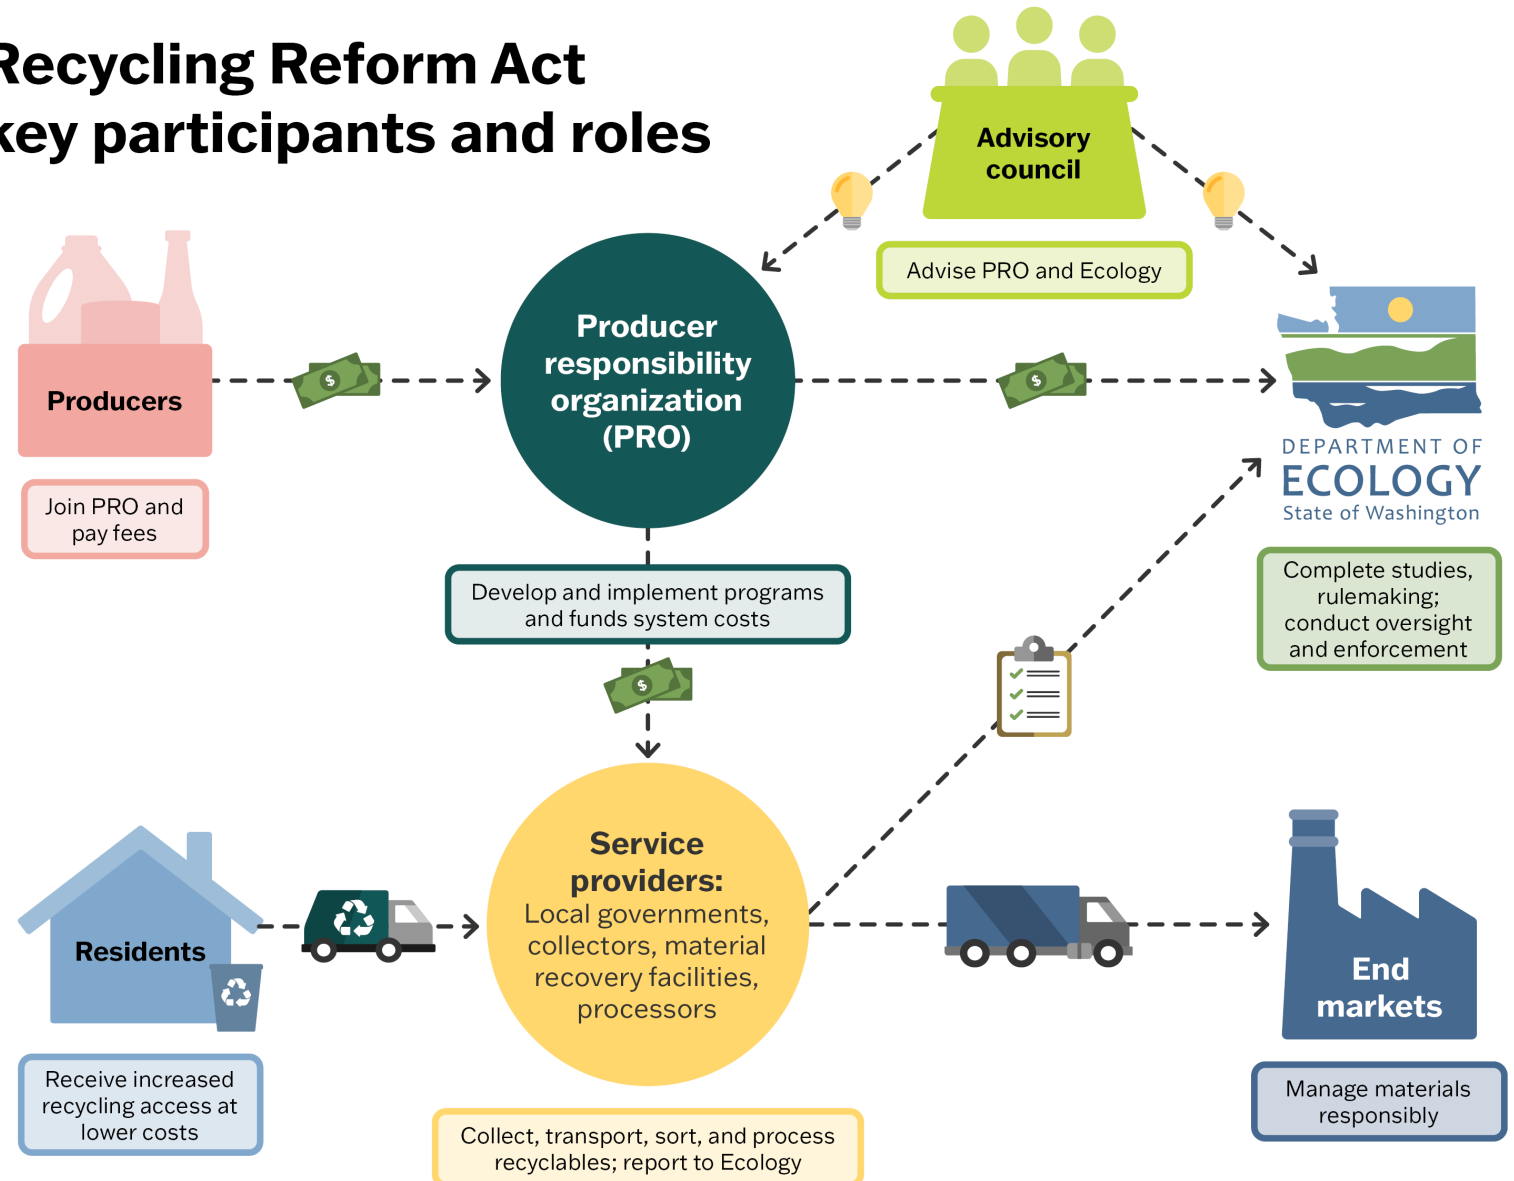 Recycling Reform Act
key participants and roles
Advisory
council
Advise PRO and Ecology
Producers
Join PRO and
pay fees
$
Producer
responsibility
organization
(PRO)
$
DEPARTMENT OF
ECOLOGY
State of Washington
Complete studies,
rulemaking;
conduct oversight
and enforcement
Develop and implement programs
and funds system costs
$
Residents
Receive increased
recycling access at
lower costs
Service
providers:
Local governments,
collectors, material
recovery facilities,
processors
Collect, transport, sort, and process
recyclables; report to Ecology
End
markets
Manage materials
responsibly